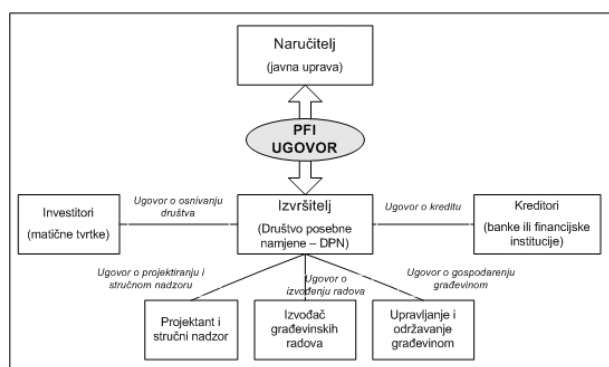 Naručitelj
(javna uprava)
PFI
UGOVOR
Investitori
(matične tvrtke)
Ugovor o osnivanju
društva
Izvršitelj
(Društvo posebne
namjene – DPN)
Ugovor o kreditu
Kreditori
(banke ili financijske
institucije)
Ugovor o projektiranju i
stručnom nadzoru
Ugovor o
izvođenju radova
Ugovor o gospodarenju
građevinom
Projektant i
stručni nadzor
Izvođač
građevinskih
radova
Upravljanje i
održavanje
građevinom